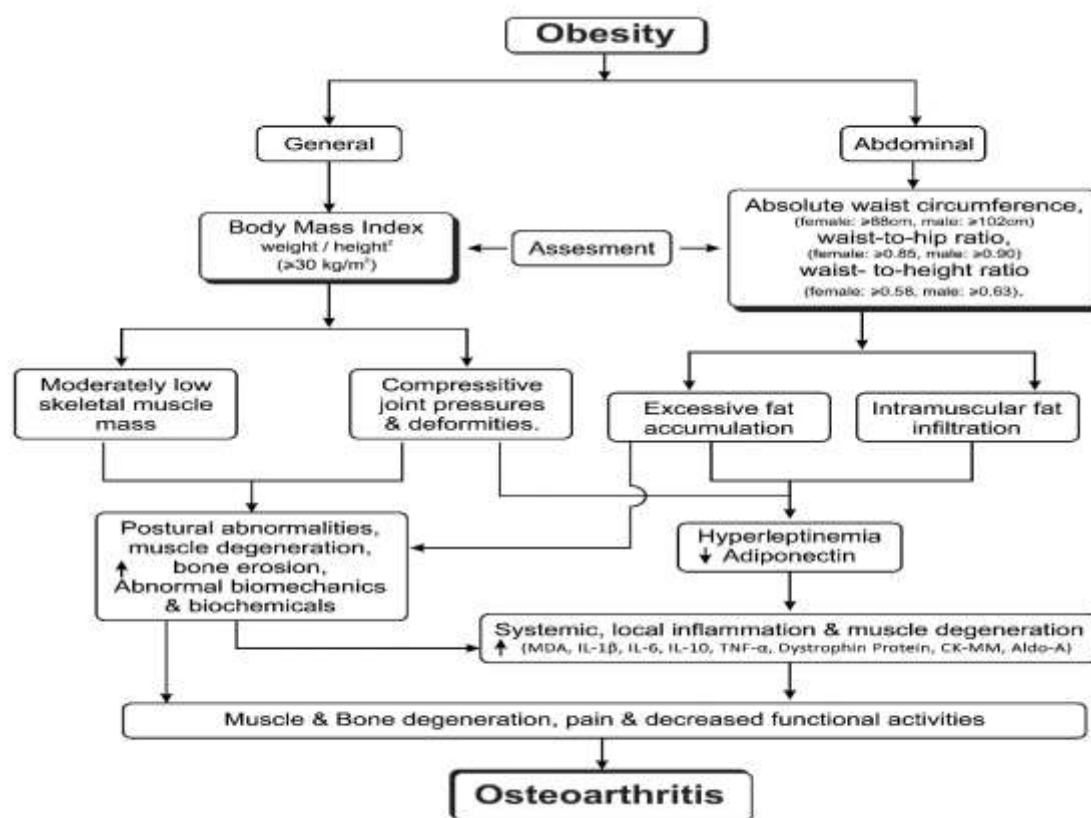 Obesity
General
Abdominal
Body Mass Index
weight / height²
(≥30 kg/m²)
Assesment
Absolute waist circumference,
(female: ≥88cm, male: ≥102cm)
waist-to-hip ratio,
(female: ≥0.85, male: ≥0.90)
waist- to-height ratio
(female: ≥0.58, male: ≥0.63),
Moderately low
skeletal muscle
mass
Compressitive
joint pressures
& deformities.
Excessive fat
accumulation
Intramuscular fat
infiltration
Postural abnormalities,
muscle degeneration,
↑ bone erosion,
Abnormal biomechanics
& biochemicals
Hyperleptinemia
↓ Adiponectin
Systemic, local inflammation & muscle degeneration
↑ (MDA, IL-1β, IL-6, IL-10, TNF-α, Dystrophin Protein, CK-MM, Aldo-A)
Muscle & Bone degeneration, pain & decreased functional activities
Osteoarthritis